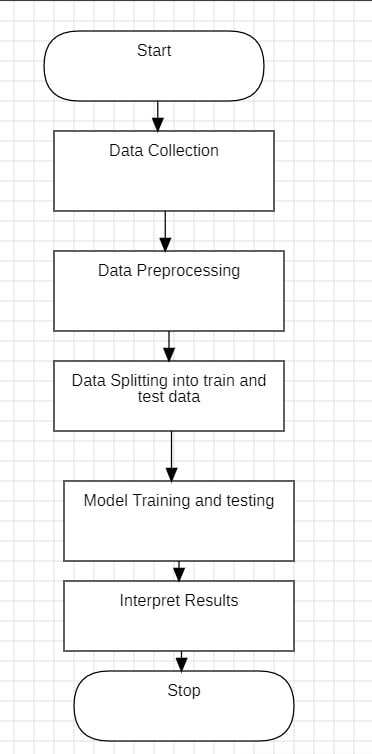 Start
Data Collection
Data Preprocessing
Data Splitting into train and
test data
Model Training and testing
Interpret Results
Stop